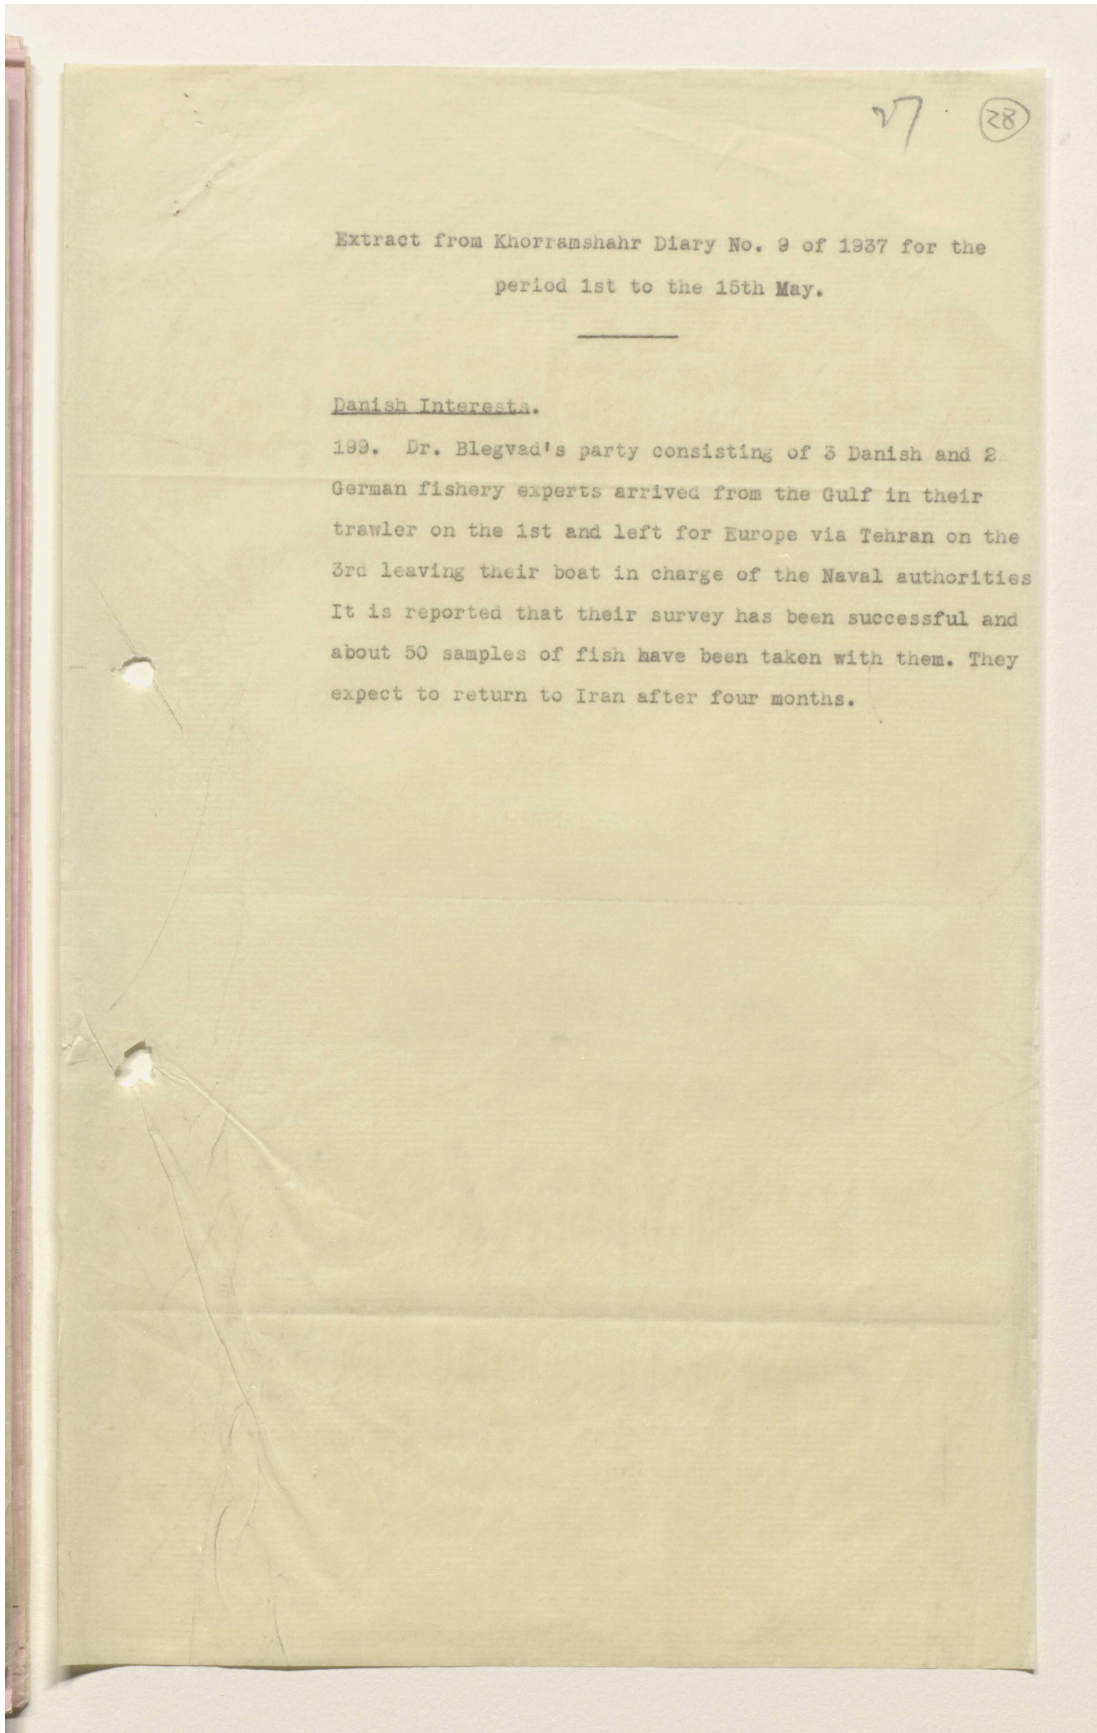 27 28
Extract from Khorramshahr Diary No. 9 of 1937 for the
period 1st to the 15th May.
Danish Interests.
199. Dr. Blegvad's party consisting of 3 Danish and 2
German fishery experts arrived from the Gulf in their
trawler on the 1st and left for Europe via Tehran on the
3rd leaving their boat in charge of the Naval authorities
It is reported that their survey has been successful and
about 50 samples of fish have been taken with them. They
expect to return to Iran after four months.